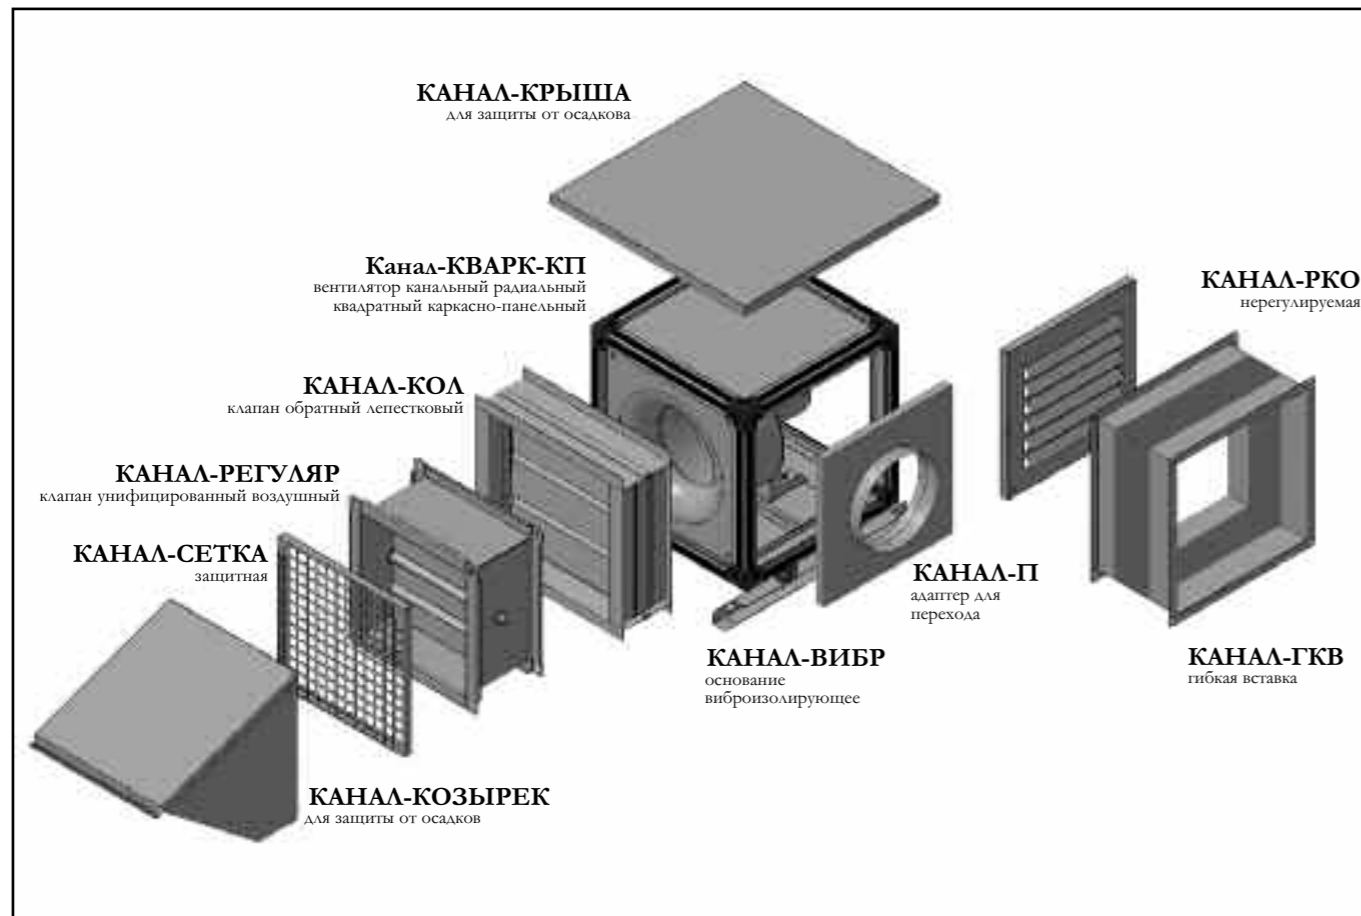 КАНАЛ-КРЫША
для защиты от осадкова
Канал-КВАРК-КП
вентилятор канальный радиальный
квадратный каркасно-панельный
КАНАЛ-РКО
нерегулируемая
КАНАЛ-КОЛ
клапан обратный лепестковый
КАНАЛ-РЕГУЛЯР
клапан унифицированный воздушный
КАНАЛ-СЕТКА
защитная
КАНАЛ-П
адаптер для
перехода
КАНАЛ-ВИБР
основание
виброизолирующее
КАНАЛ-ГКВ
гибкая вставка
КАНАЛ-КОЗЫРЕК
для защиты от осадков